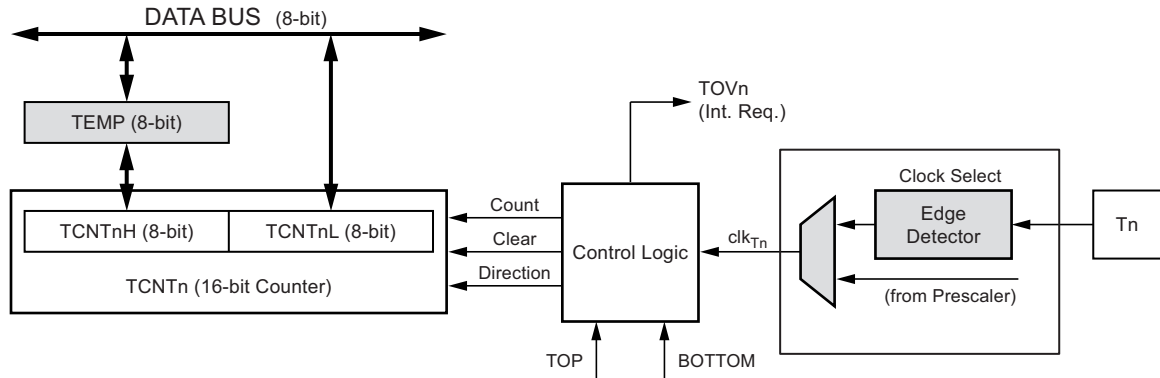 DATA BUS (8-bit)
TEMP (8-bit)
TCNTnH (8-bit)
TCNTnL (8-bit)
TCNTn (16-bit Counter)
Count
Clear
Direction
Control Logic
TOVn
(Int. Req.)
TOP
BOTTOM
clkTn
Clock Select
Edge
Detector
(from Prescaler)
Tn